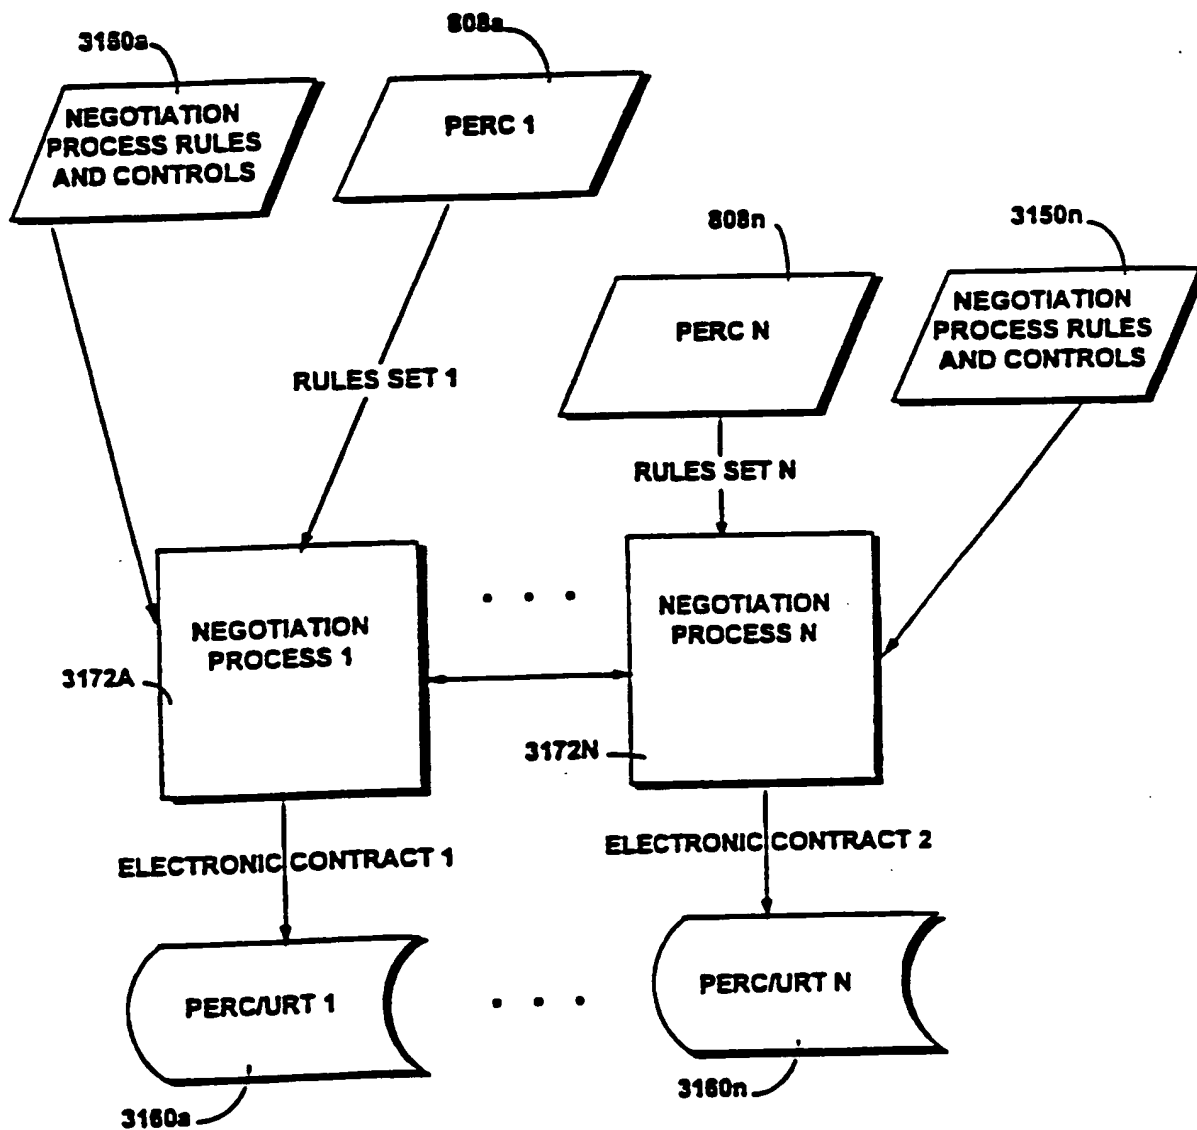 3150a
808a
NEGOTIATION
PROCESS RULES
AND CONTROLS
PERC 1
808n
3150n
PERC N
NEGOTIATION
PROCESS RULES
AND CONTROLS
RULES SET 1
RULES SET N
NEGOTIATION
PROCESS 1
NEGOTIATION
PROCESS N
3172A
3172N
ELECTRONIC CONTRACT 1
ELECTRONIC CONTRACT 2
PERC/URT 1
PERC/URT N
3160a
3160n